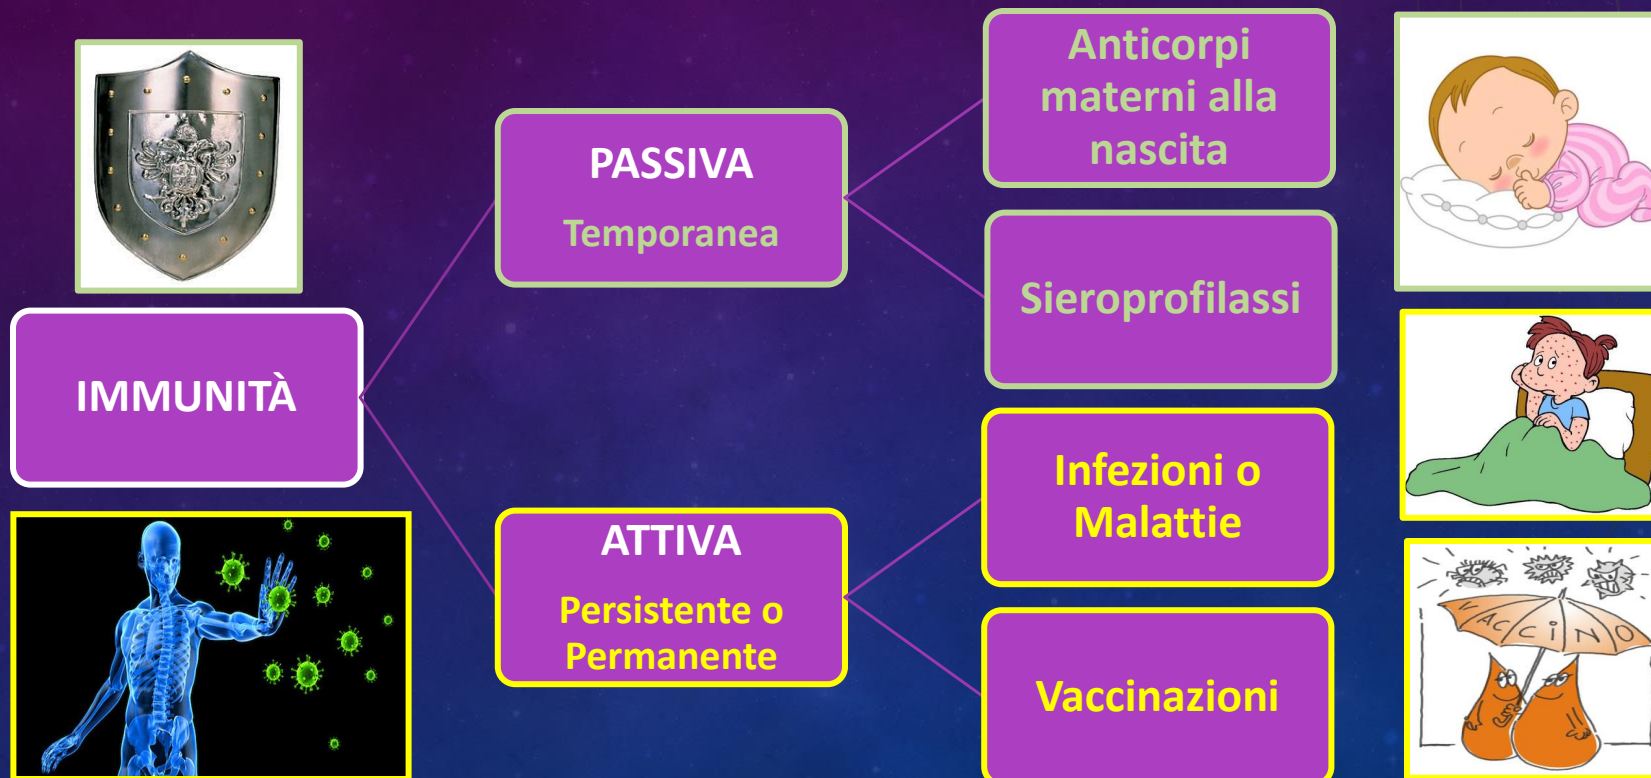 IMMUNITÀ
PASSIVA
Temporanea
ATTIVA
Persistente o
Permanente
Anticorpi
materni alla
nascita
Sieroprofilassi
Infezioni o
Malattie
Vaccinazioni
VACCINO